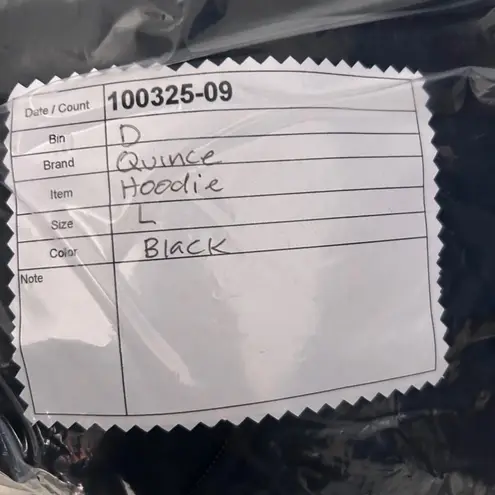 Date / Count 100325-09
Bin D
Brand Quince
Item Hoodie
Size L
Color Black
Note